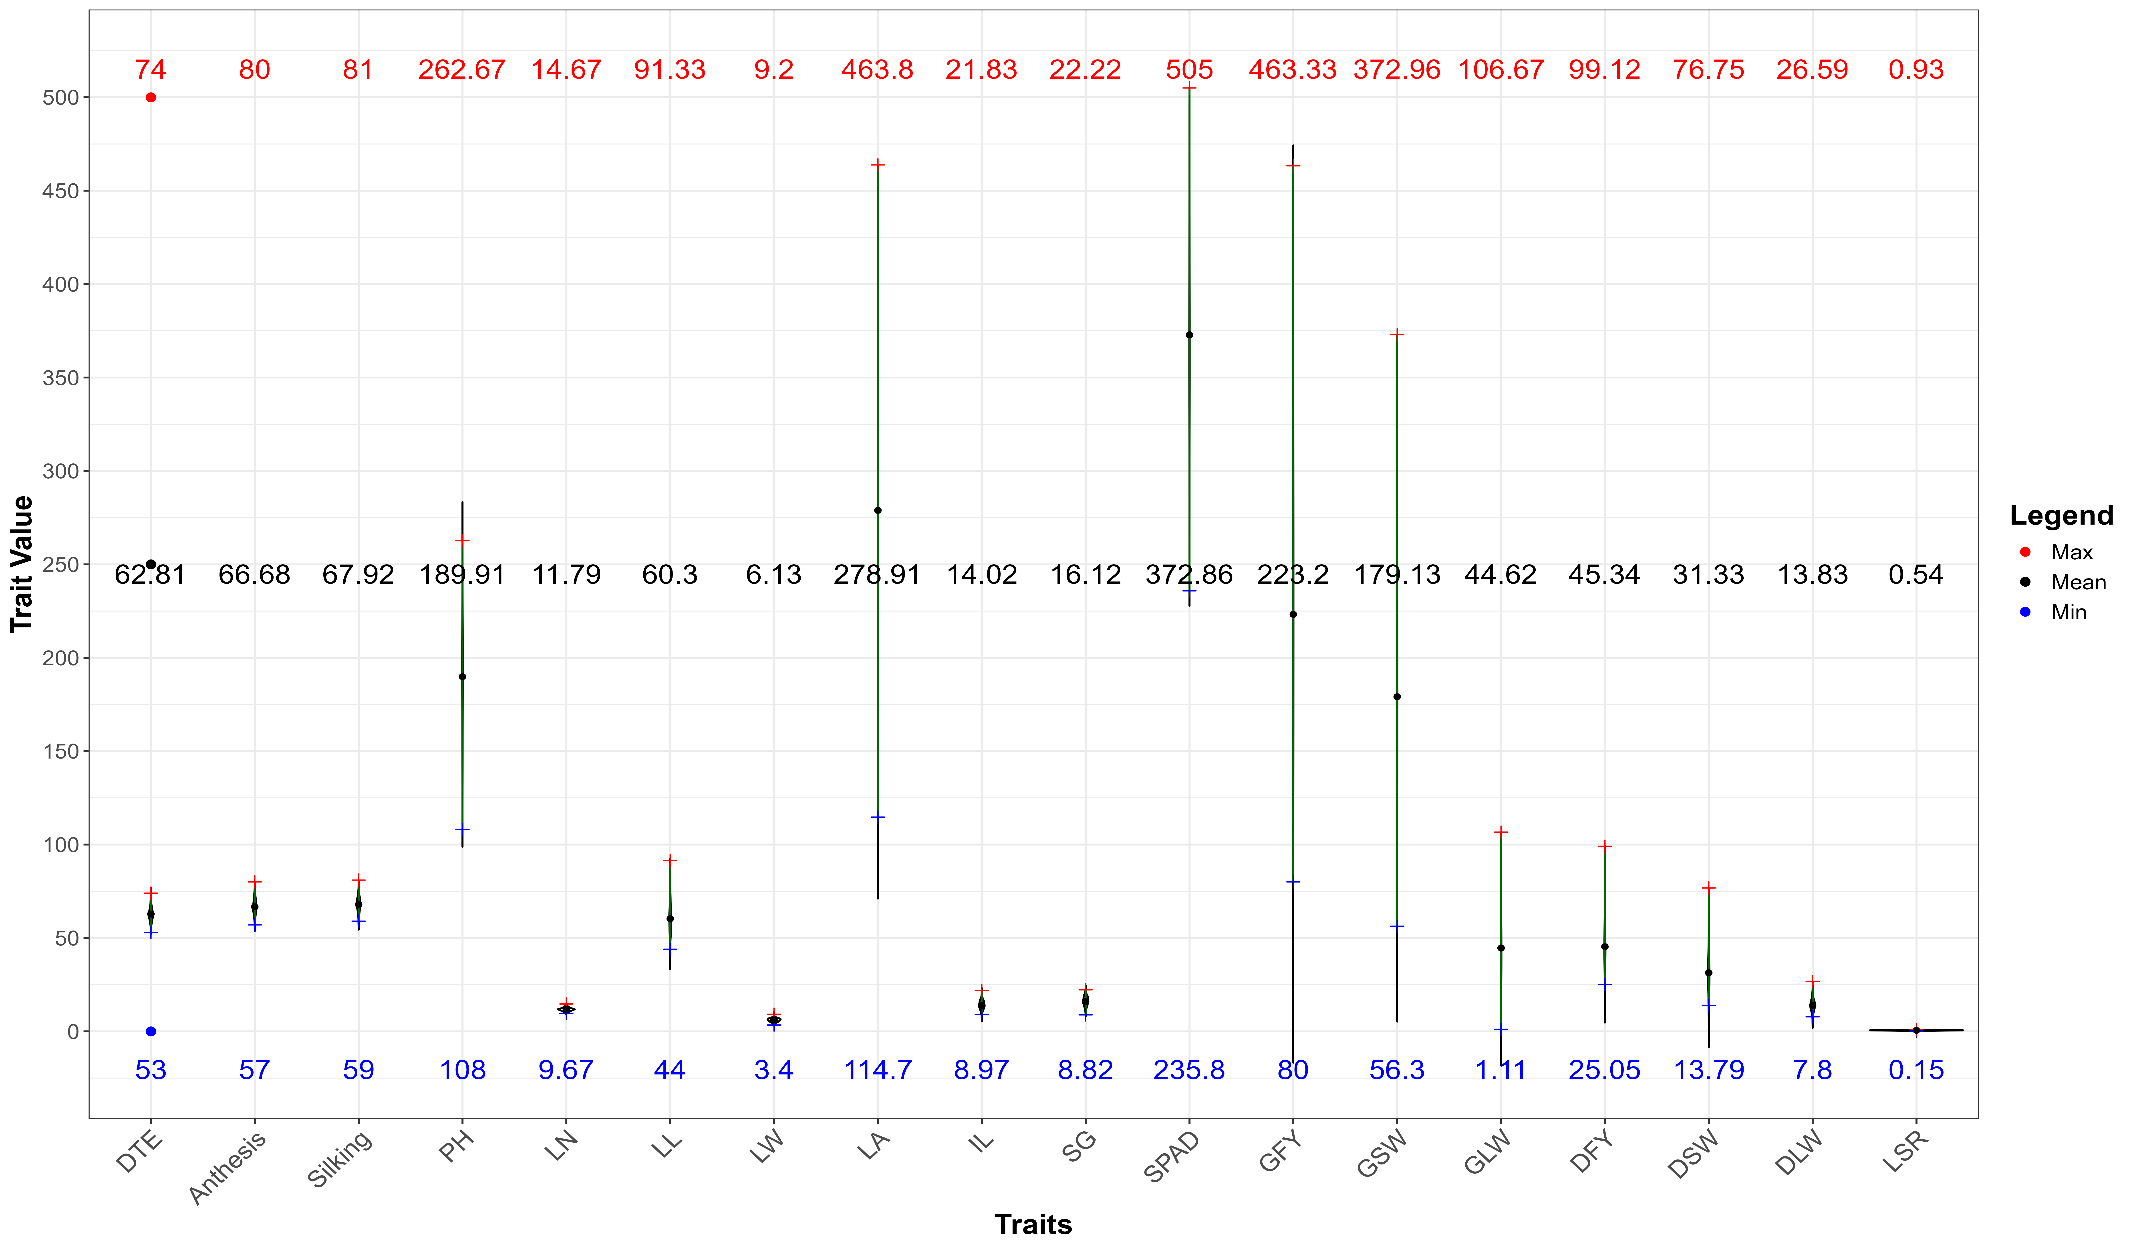 74 80 81 262.67 14.67 91.33 9.2 463.8 21.83 22.22 505 463.33 372.96 106.67 99.12 76.75 26.59 0.93
500
450
400
350
300
250
62.81 66.68 67.92 189.91 11.79 60.3 6.13 278.91 14.02 16.12 372.86 223.2 179.13 44.62 45.34 31.33 13.83 0.54
200
150
100
50
0
53 57 59 108 9.67 44 3.4 114.7 8.97 8.82 235.8 80 56.3 1.11 25.05 13.79 7.8 0.15
Trait Value
DTE Anthesis Silking PH LN LL LW LA IL SG SPAD GFY GSW GLW DFY DSW DLW LSR
Traits
Legend
Max
Mean
Min